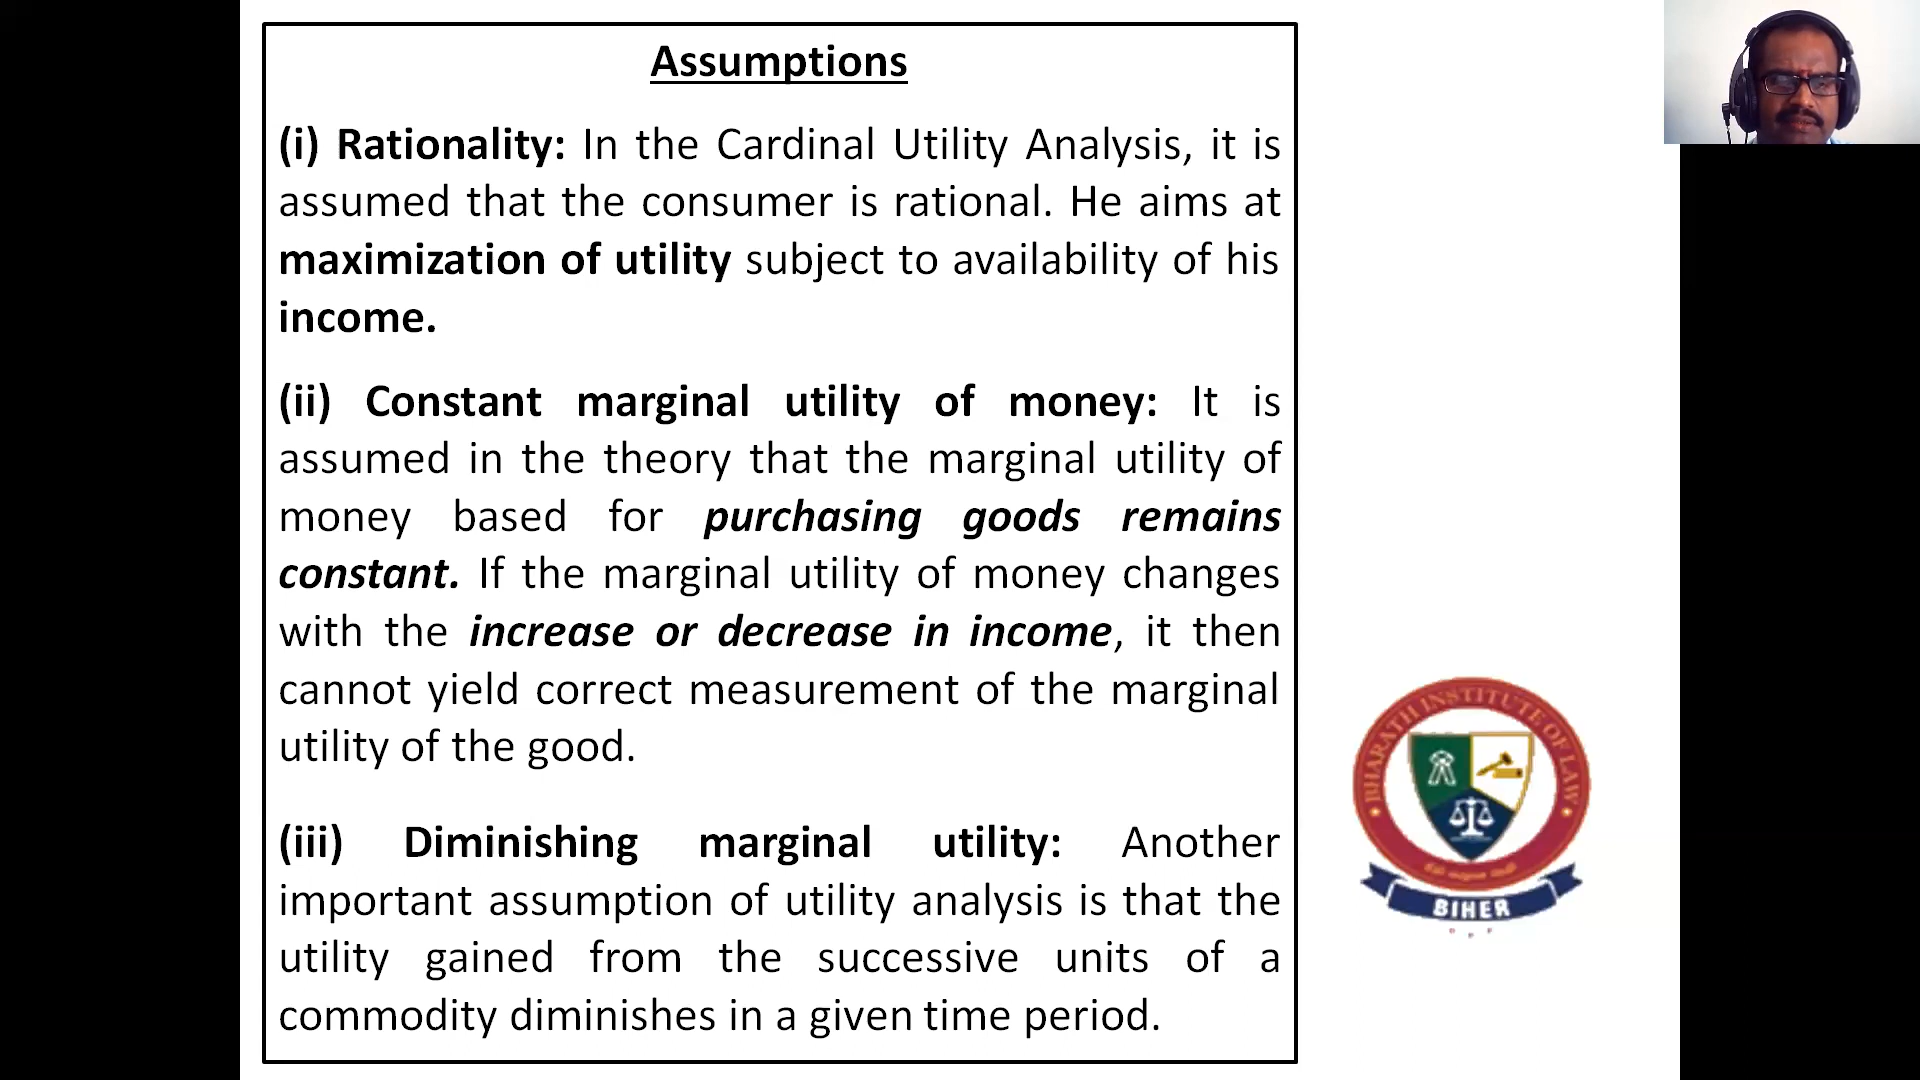 Assumptions
(i) Rationality: In the Cardinal Utility Analysis, it is
assumed that the consumer is rational. He aims at
maximization of utility subject to availability of his
income.
(ii) Constant marginal utility of money: It is
assumed in the theory that the marginal utility of
money based for purchasing goods remains
constant. If the marginal utility of money changes
with the increase or decrease in income, it then
cannot yield correct measurement of the marginal
utility of the good.
(iii) Diminishing marginal utility: Another
important assumption of utility analysis is that the
utility gained from the successive units of a
commodity diminishes in a given time period.
BHARATH INSTITUTE OF LAW
BIHER